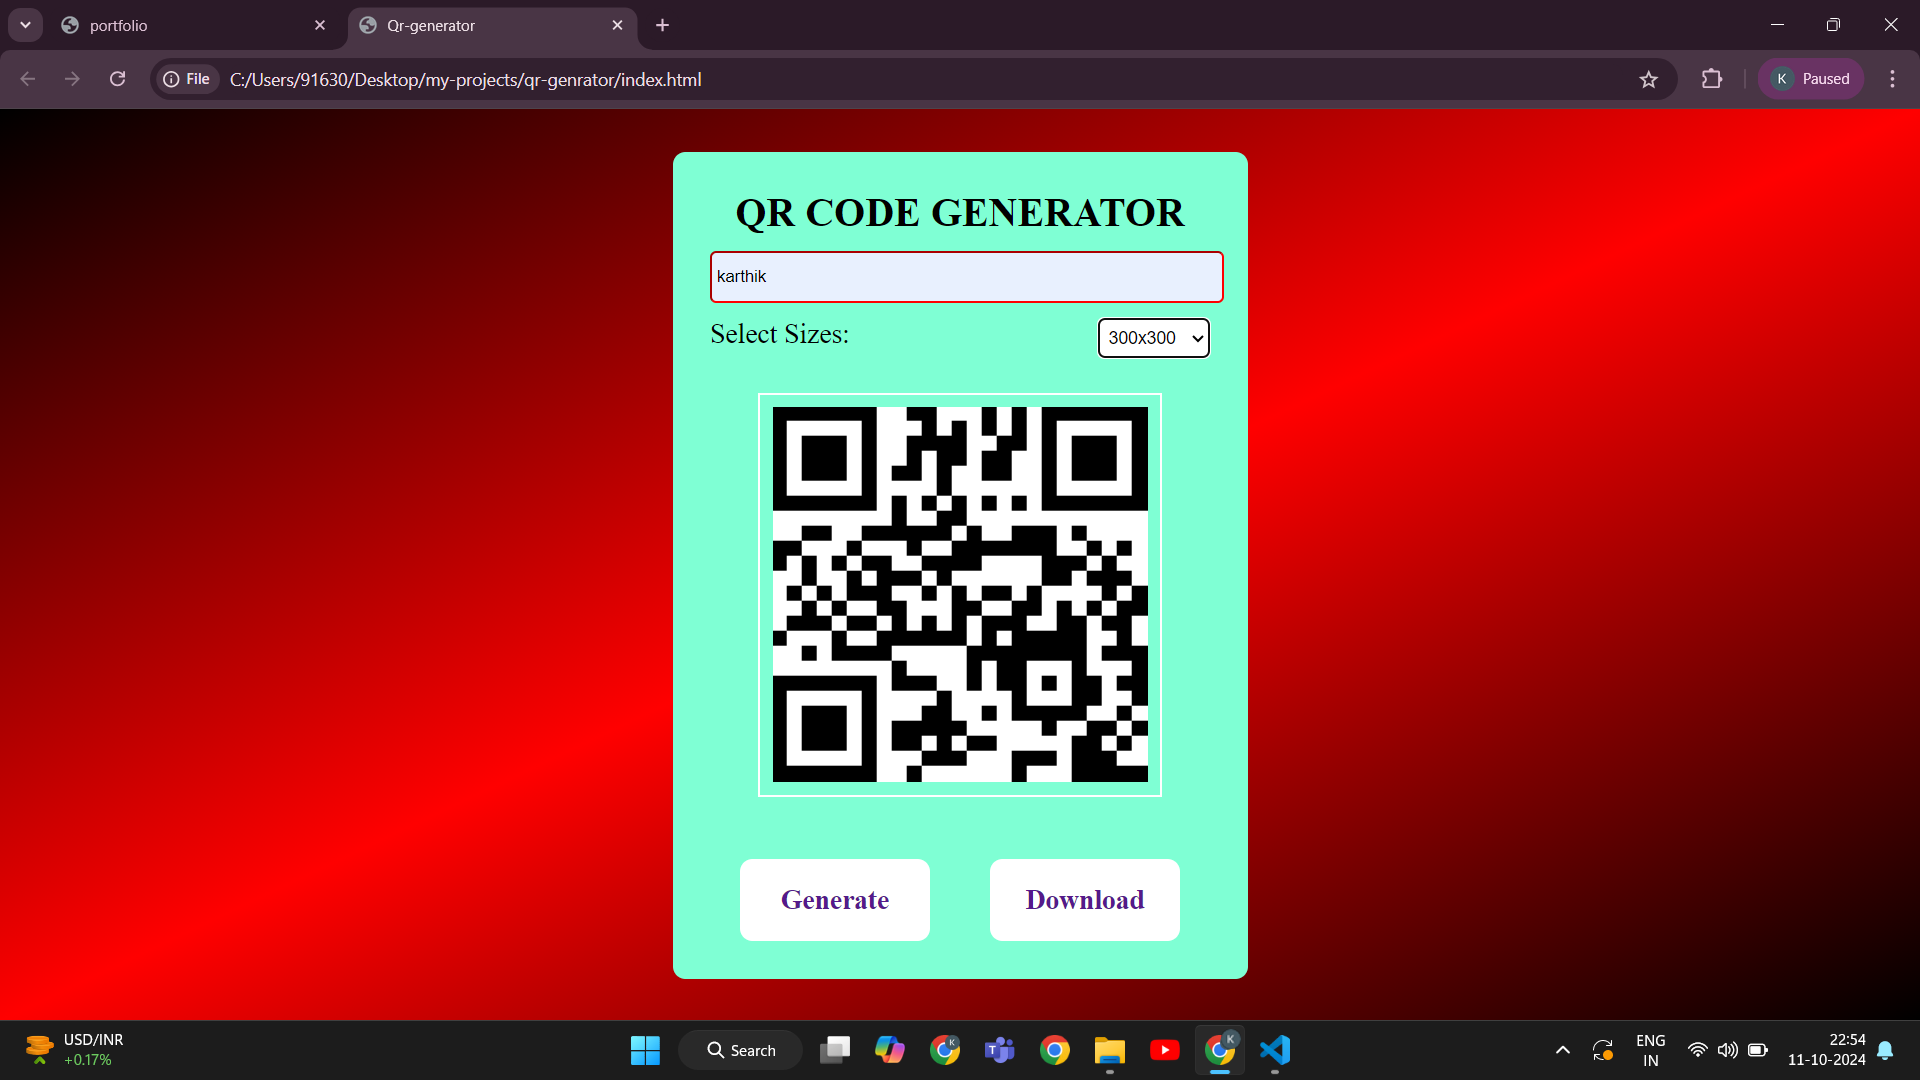 portfolio
Qr-generator
File
C:/Users/91630/Desktop/my-projects/qr-genrator/index.html
K
Paused
QR CODE GENERATOR
karthik
Select Sizes:
300x300
Generate
Download
USD/INR
+0.17%
Search
ENG
IN
22:54
11-10-2024